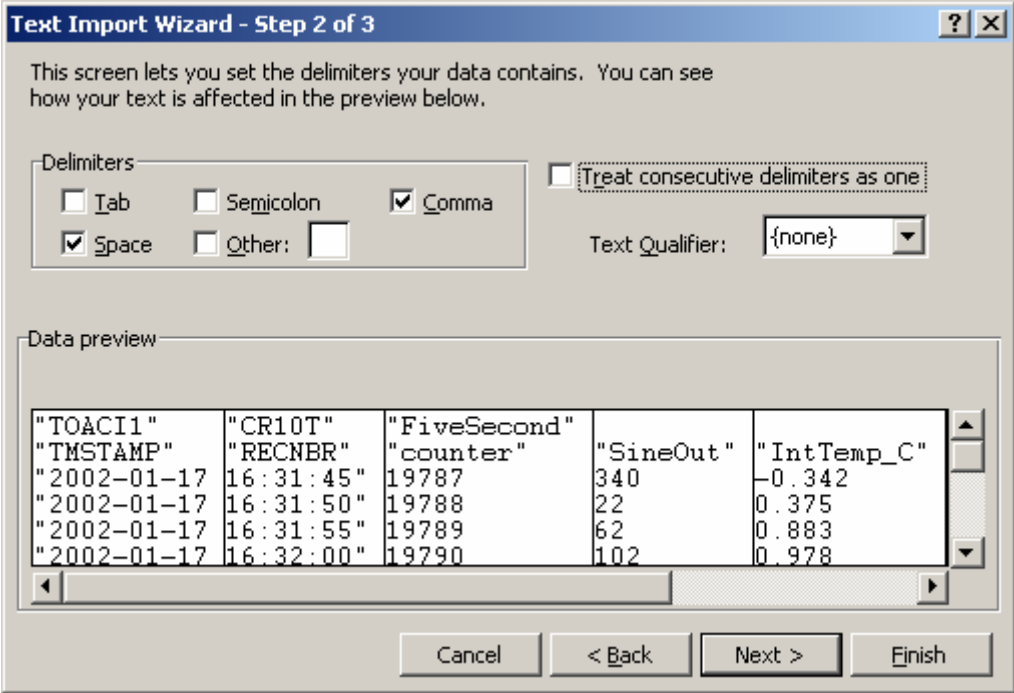 Text Import Wizard - Step 2 of 3
This screen lets you set the delimiters your data contains. You can see
how your text is affected in the preview below.
Delimiters
Tab Semicolon Comma
Space Other:
Treat consecutive delimiters as one
Text Qualifier: {none}
Data preview
"TOACI1" "CR10T" "FiveSecond"
"TMSTAMP" "RECNBR" "counter" "SineOut" "IntTemp_C"
"2002-01-17 16:31:45" 19787 340 -0.342
"2002-01-17 16:31:50" 19788 22 0.375
"2002-01-17 16:31:55" 19789 62 0.883
"2002-01-17 16:32:00" 19790 102 0.978
Cancel < Back Next > Finish